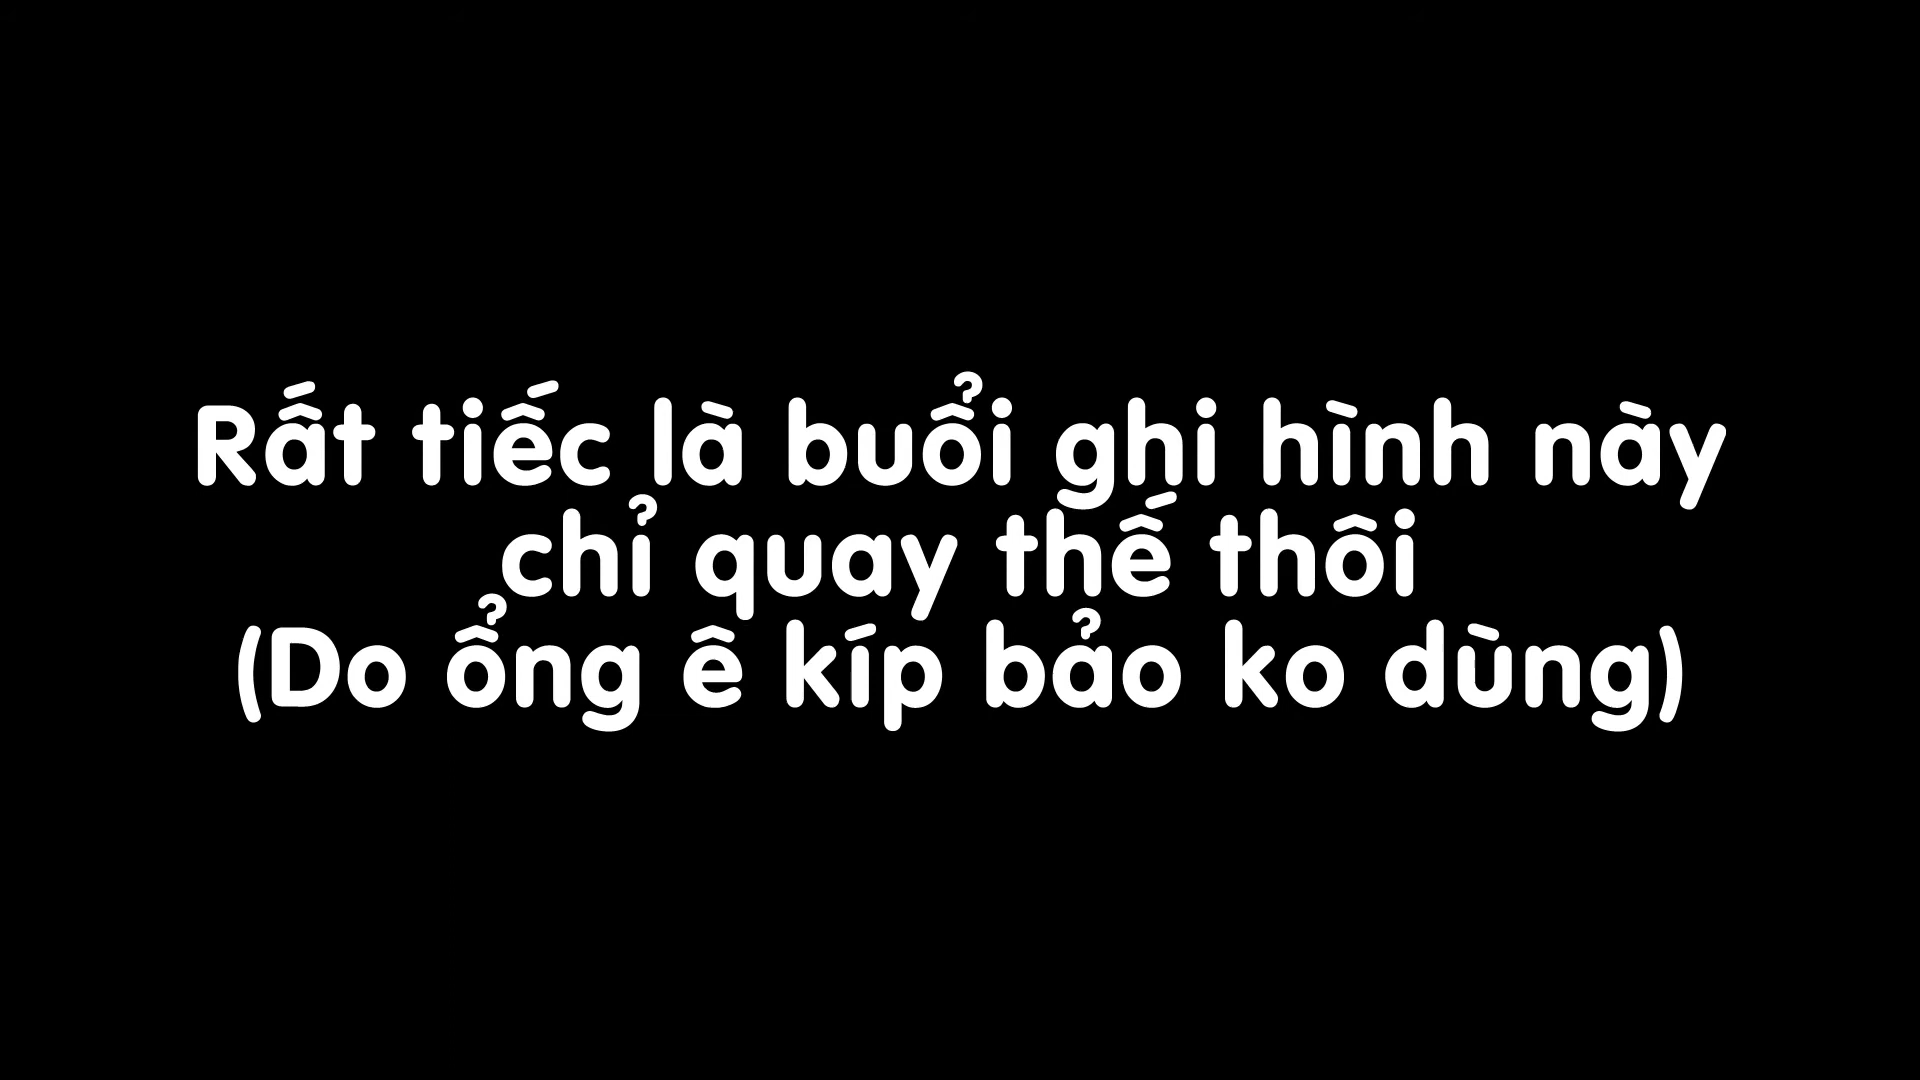 Rất tiếc là buổi ghi hình này
chỉ quay thế thôi
(Do ổng ê kíp bảo ko dùng)